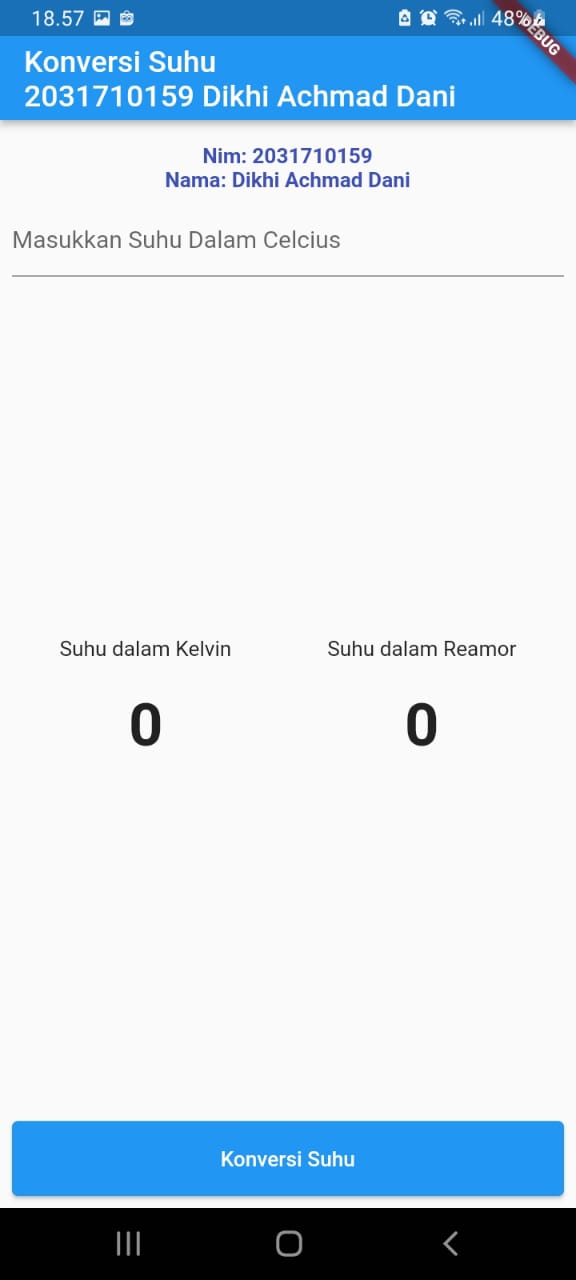 18.57 48%
DEBUG
Konversi Suhu
2031710159 Dikhi Achmad Dani
Nim: 2031710159
Nama: Dikhi Achmad Dani
Masukkan Suhu Dalam Celcius
Suhu dalam Kelvin Suhu dalam Reamor
0 0
Konversi Suhu